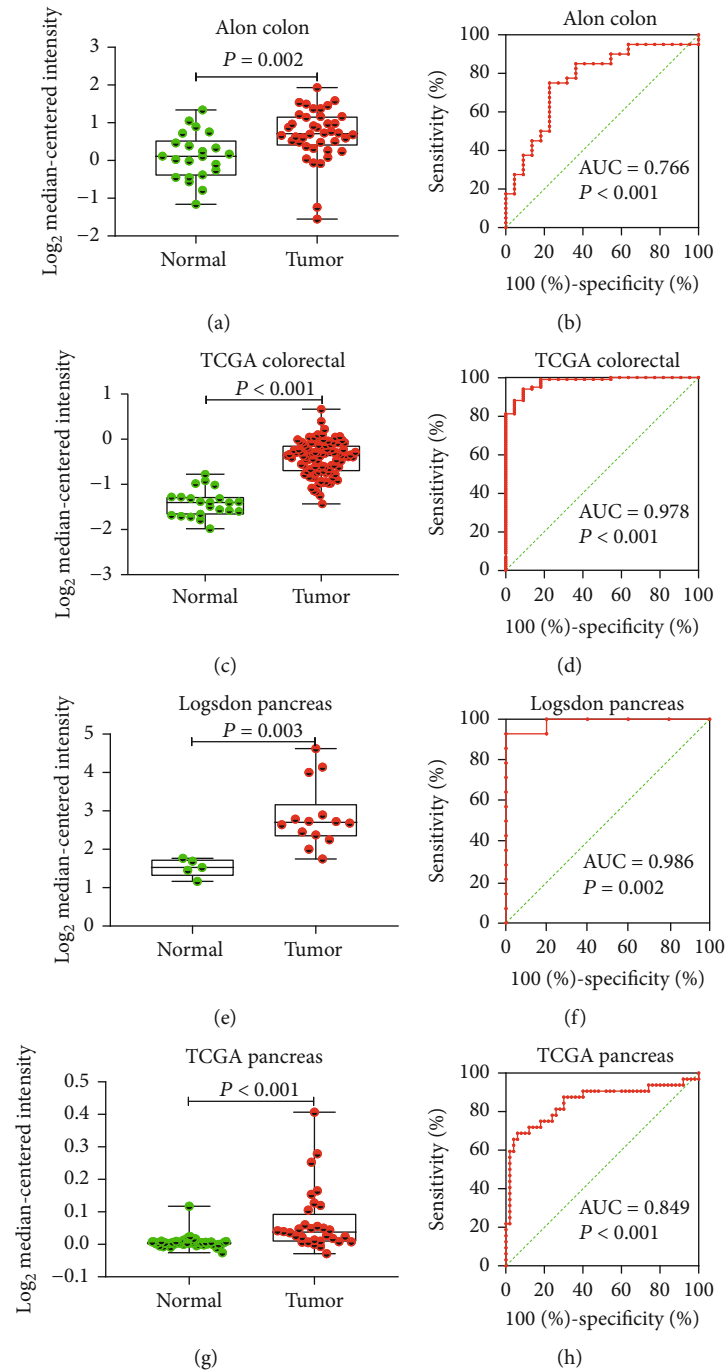 Alon colon
P = 0.002
Log2 median-centered intensity
3
2
1
0
−1
−2
Normal Tumor
(a)
Alon colon
Sensitivity (%)
100
80
60
40
20
0
AUC = 0.766
P < 0.001
0 20 40 60 80 100
100 (%)-specificity (%)
(b)
TCGA colorectal
P < 0.001
Log2 median-centered intensity
1
0
−1
−2
−3
Normal Tumor
(c)
TCGA colorectal
Sensitivity (%)
100
80
60
40
20
0
AUC = 0.978
P < 0.001
0 20 40 60 80 100
100 (%)-specificity (%)
(d)
Logsdon pancreas
P = 0.003
Log2 median-centered intensity
5
4
3
2
1
0
Normal Tumor
(e)
Logsdon pancreas
Sensitivity (%)
100
80
60
40
20
0
AUC = 0.986
P = 0.002
0 20 40 60 80 100
100 (%)-specificity (%)
(f)
TCGA pancreas
P < 0.001
Log2 median-centered intensity
0.5
0.4
0.3
0.2
0.1
0.0
−0.1
Normal Tumor
(g)
TCGA pancreas
Sensitivity (%)
100
80
60
40
20
0
AUC = 0.849
P < 0.001
0 20 40 60 80 100
100 (%)-specificity (%)
(h)